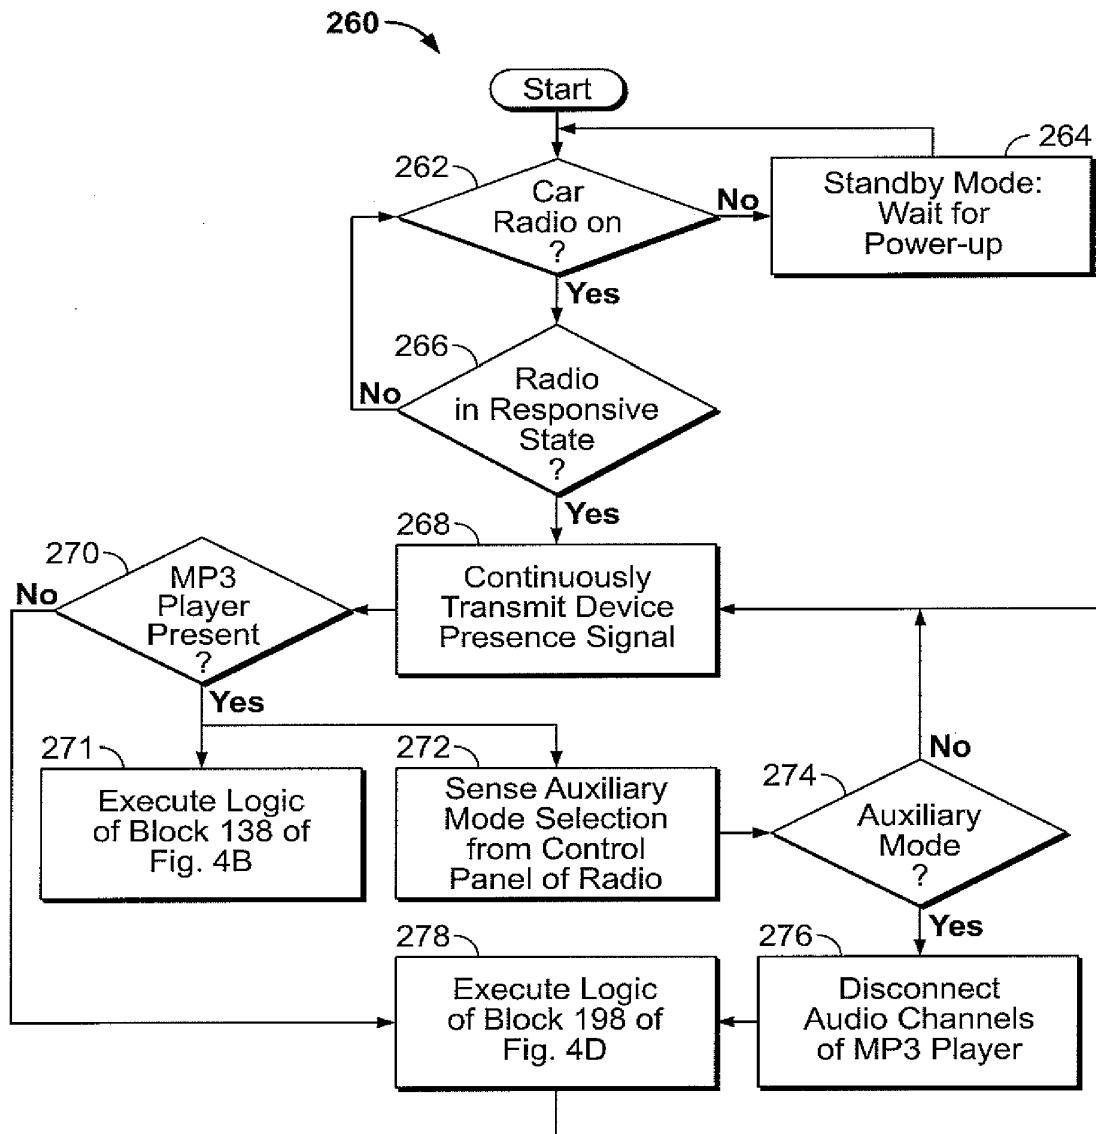 260
Start
264
262
Car
Radio on
?
No
Standby Mode:
Wait for
Power-up
Yes
266
No
Radio
in Responsive
State
?
Yes
268
270
No
MP3
Player
Present
?
Continuously
Transmit Device
Presence Signal
Yes
271
272
No
274
Execute Logic
of Block 138 of
Fig. 4B
Sense Auxiliary
Mode Selection
from Control
Panel of Radio
Auxiliary
Mode
?
Yes
278
276
Execute Logic
of Block 198 of
Fig. 4D
Disconnect
Audio Channels
of MP3 Player